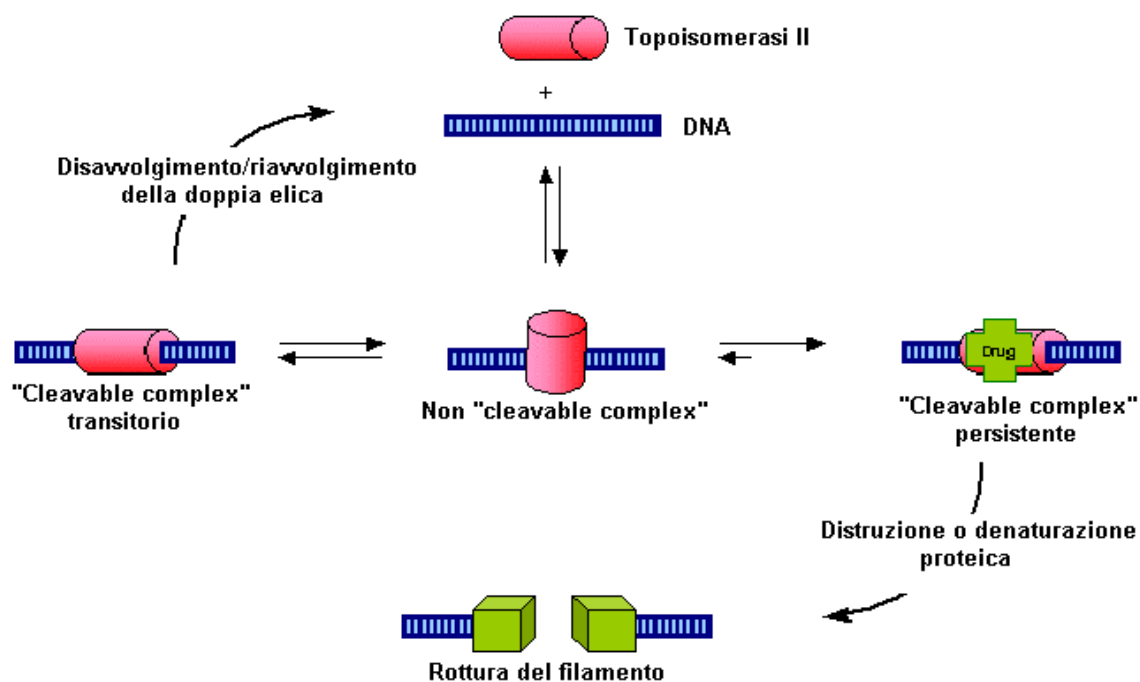 Topoisomerasi II
+
DNA
Disavvolgimento/riavvolgimento
della doppia elica
"Cleavable complex"
transitorio
Non "cleavable complex"
Drug
"Cleavable complex"
persistente
Distruzione o denaturazione
proteica
Rottura del filamento